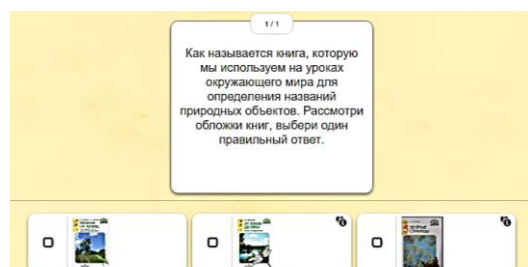 1/1
Как называется книга, которую
мы используем на уроках
окружающего мира для
определения названий
природных объектов. Рассмотри
обложки книг, выбери один
правильный ответ.